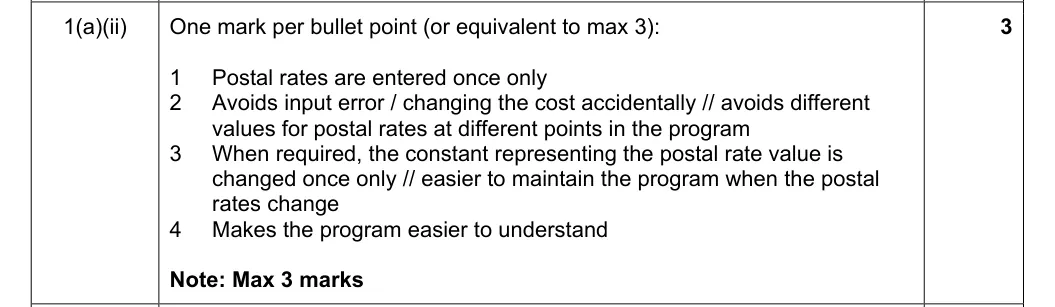 1(a)(ii) One mark per bullet point (or equivalent to max 3): 3
1 Postal rates are entered once only
2 Avoids input error / changing the cost accidentally // avoids different
values for postal rates at different points in the program
3 When required, the constant representing the postal rate value is
changed once only // easier to maintain the program when the postal
rates change
4 Makes the program easier to understand
Note: Max 3 marks